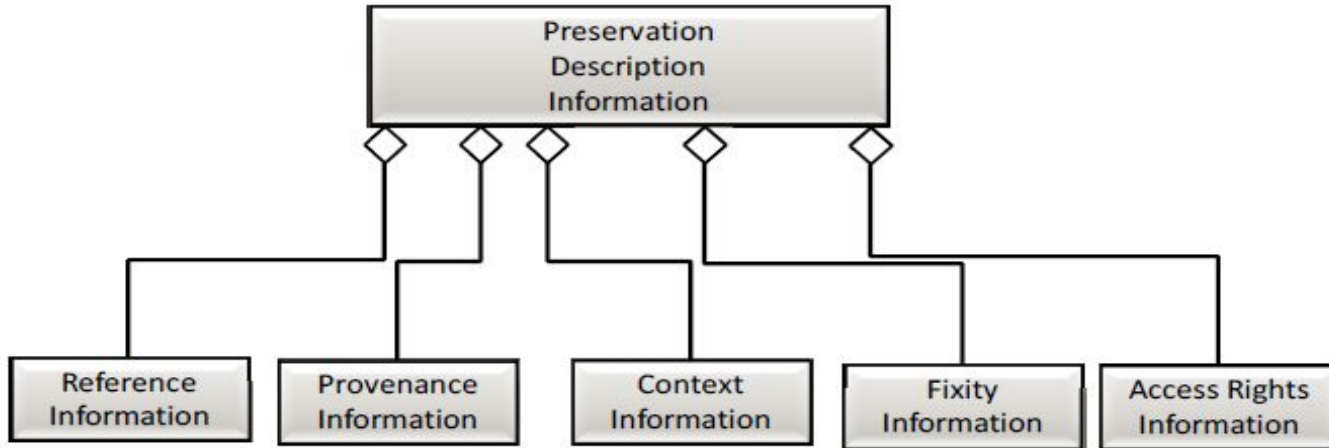 Preservation
Description
Information
Reference
Information
Provenance
Information
Context
Information
Fixity
Information
Access Rights
Information